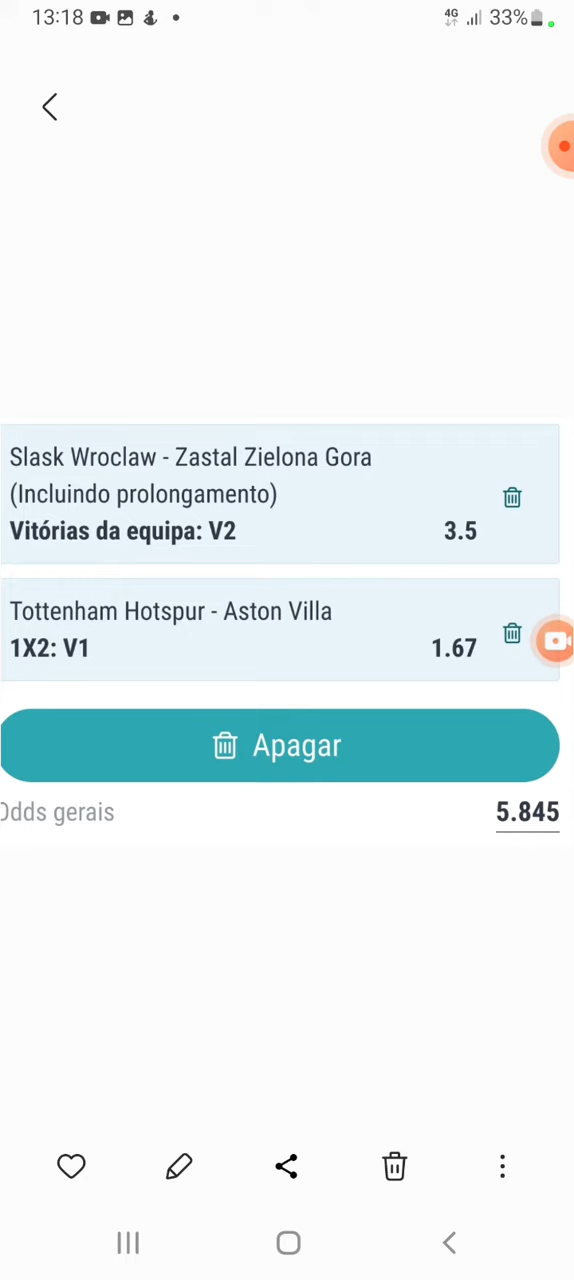 13:18 4G 33%
Slask Wroclaw - Zastal Zielona Gora
(Incluindo prolongamento)
Vitórias da equipa: V2 3.5
Tottenham Hotspur - Aston Villa
1X2: V1 1.67
Apagar
Odds gerais 5.845